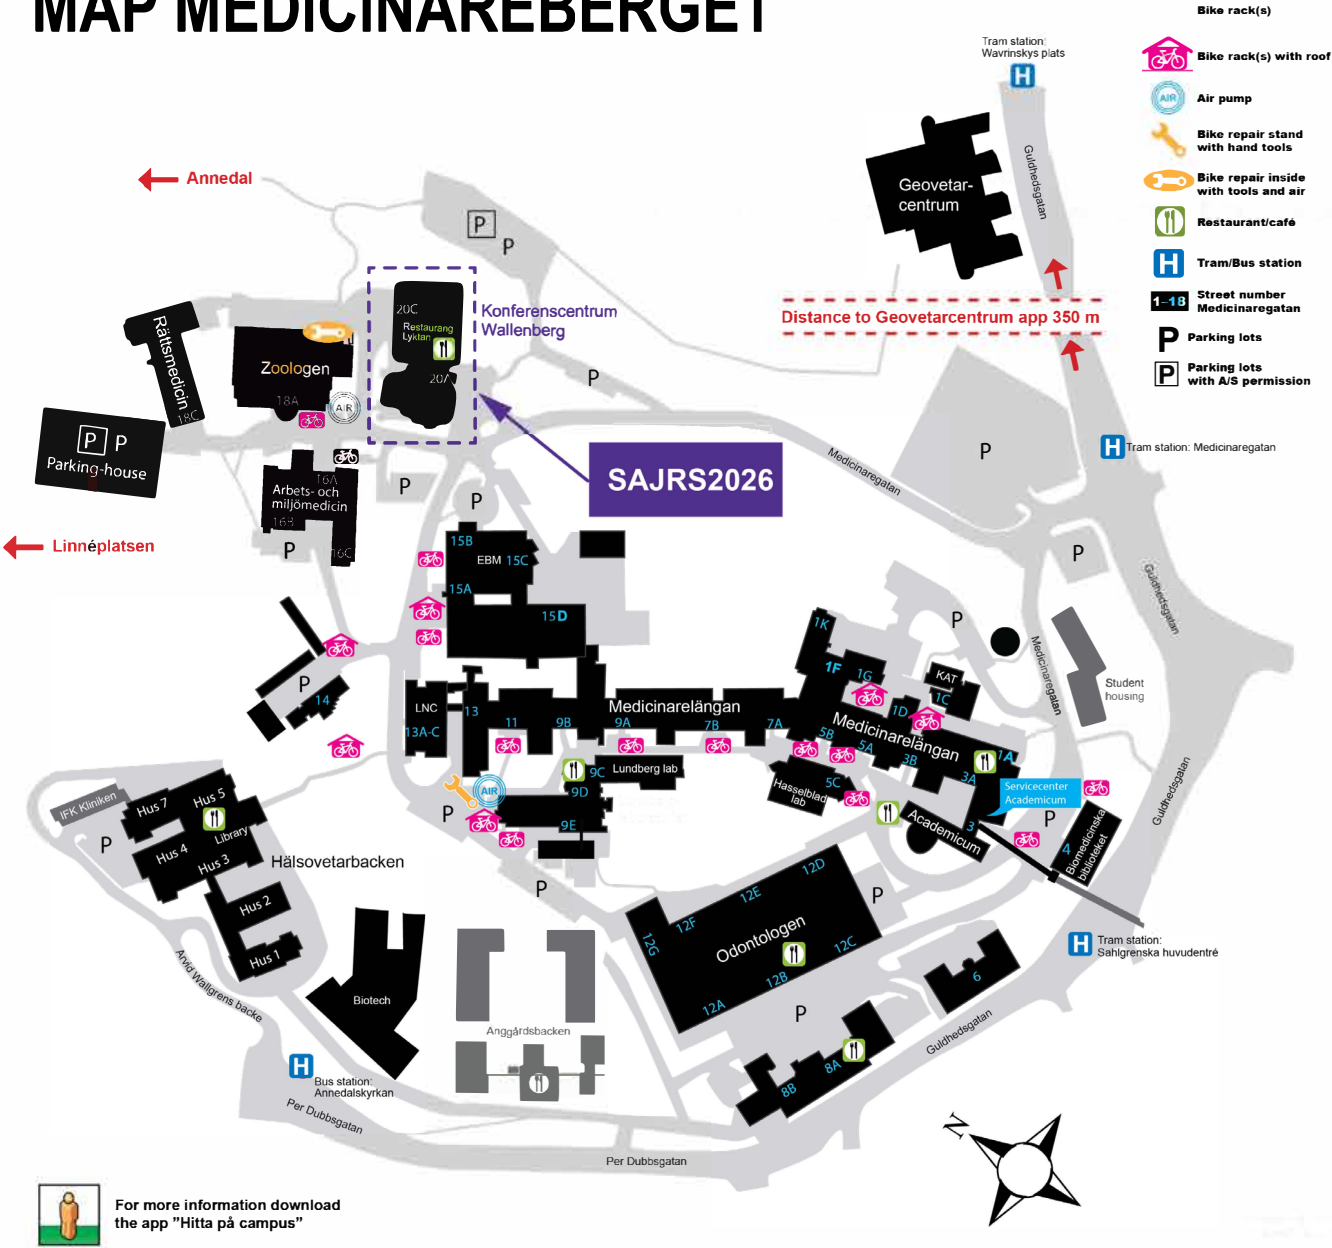 MAP MEDICINAREBERGET
Bike rack(s)
Bike rack(s) with roof
AIR
Air pump
Bike repair stand
with hand tools
Bike repair inside
with tools and air
Restaurant/café
H
Tram/Bus station
1-18
Street number
Medicinaregatan
P
Parking lots
P
Parking lots
with A/S permission
Tram station:
Wavrinskys plats
H
Guldhedsgatan
Geovetar-
centrum
Distance to Geovetarcentrum app 350 m
Annedal
P
P
20C
Restaurang
Lyktan
20A
Konferenscentrum
Wallenberg
Rättsmedicin
18C
Zoologen
18A
AIR
P
P
P
Parking-house
SAJRS2026
Medicinaregatan
P
H
Tram station: Medicinaregatan
16A
Arbets- och
miljömedicin
16B
16C
P
P
P
Linnéplatsen
15B
EBM
15C
15A
15D
P
Guldhedsgatan
Medicinaregatan
Student
housing
P
1K
1F
1G
KAT
1C
1D
P
14
LNC
13A-C
13
11
9B
9A
Medicinarelängan
7B
7A
5B
5A
Medicinarelängan
3B
3A
1A
9C
Lundberg lab
9D
9E
AIR
P
Hasselblad
lab
5C
Servicecenter
Academicum
3
Academicum
P
4
Biomedicinska
biblioteket
Guldhedsgatan
IFK Kliniken
Hus 7
Hus 5
Library
Hus 4
Hus 3
Hus 2
Hus 1
P
Hälsovetarbacken
P
12D
12E
12F
12G
Odontologen
12C
12B
12A
P
H
Tram station:
Sahlgrenska huvudentré
6
Guldhedsgatan
P
8A
8B
Arvid Wallgrens backe
Biotech
Anggårdsbacken
H
Bus station:
Annedalskyrkan
Per Dubbsgatan
Per Dubbsgatan
N
For more information download
the app "Hitta på campus"